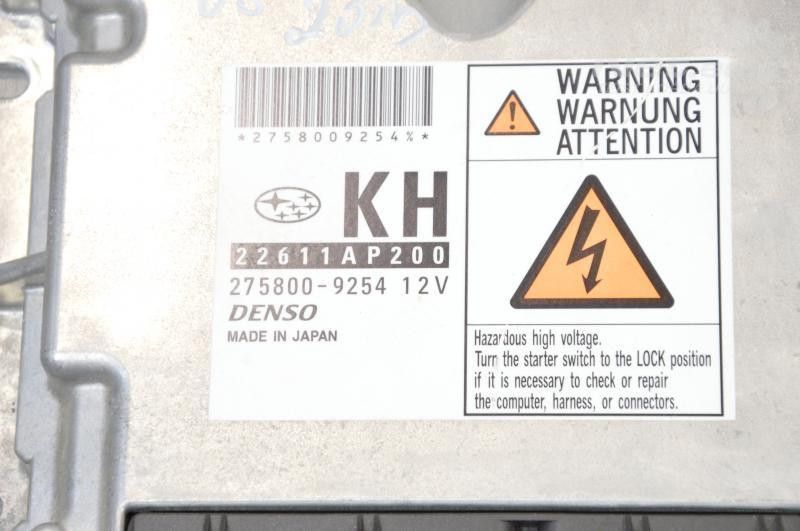 *2758009254%*
KH
22611AP200
275800-9254 12V
DENSO
MADE IN JAPAN
WARNING
WARNUNG
ATTENTION
Hazardous high voltage.
Turn the starter switch to the LOCK position
if it is necessary to check or repair
the computer, harness, or connectors.